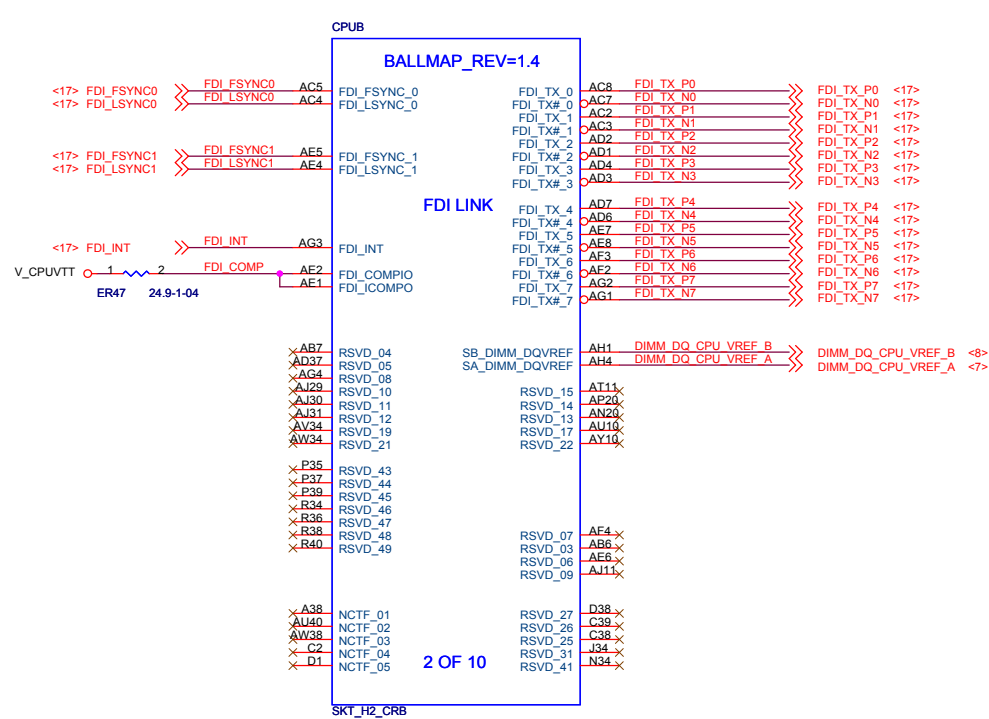 CPUB
BALLMAP_REV=1.4
<17> FDI_FSYNC0 FDI_FSYNC0 AC5 FDI_FSYNC_0 FDI_TX_0 AC8 FDI_TX_P0 FDI_TX_P0 <17>
<17> FDI_LSYNC0 FDI_LSYNC0 AC4 FDI_LSYNC_0 FDI_TX#_0 AC7 FDI_TX_N0 FDI_TX_N0 <17>
FDI_TX_1 AC2 FDI_TX_P1 FDI_TX_P1 <17>
FDI_TX#_1 AC3 FDI_TX_N1 FDI_TX_N1 <17>
FDI_TX_2 AD2 FDI_TX_P2 FDI_TX_P2 <17>
<17> FDI_FSYNC1 FDI_FSYNC1 AE5 FDI_FSYNC_1 FDI_TX#_2 AD1 FDI_TX_N2 FDI_TX_N2 <17>
<17> FDI_LSYNC1 FDI_LSYNC1 AE4 FDI_LSYNC_1 FDI_TX_3 AD4 FDI_TX_P3 FDI_TX_P3 <17>
FDI_TX#_3 AD3 FDI_TX_N3 FDI_TX_N3 <17>
FDI LINK
FDI_TX_4 AD7 FDI_TX_P4 FDI_TX_P4 <17>
FDI_TX#_4 AD6 FDI_TX_N4 FDI_TX_N4 <17>
FDI_TX_5 AE7 FDI_TX_P5 FDI_TX_P5 <17>
<17> FDI_INT FDI_INT AG3 FDI_INT FDI_TX#_5 AE8 FDI_TX_N5 FDI_TX_N5 <17>
FDI_TX_6 AF3 FDI_TX_P6 FDI_TX_P6 <17>
V_CPUVTT 1 2 FDI_COMP AE2 FDI_COMPIO FDI_TX#_6 AF2 FDI_TX_N6 FDI_TX_N6 <17>
AE1 FDI_ICOMPO FDI_TX_7 AG2 FDI_TX_P7 FDI_TX_P7 <17>
ER47 24.9-1-04 FDI_TX#_7 AG1 FDI_TX_N7 FDI_TX_N7 <17>
AB7 RSVD_04 SB_DIMM_DQVREF AH1 DIMM_DQ_CPU_VREF_B DIMM_DQ_CPU_VREF_B <8>
AD37 RSVD_05 SA_DIMM_DQVREF AH4 DIMM_DQ_CPU_VREF_A DIMM_DQ_CPU_VREF_A <7>
AG4 RSVD_08
AJ29 RSVD_10 RSVD_15 AT11
AJ30 RSVD_11 RSVD_14 AP20
AJ31 RSVD_12 RSVD_13 AN20
AV34 RSVD_19 RSVD_17 AU10
AW34 RSVD_21 RSVD_22 AY10
P35 RSVD_43
P37 RSVD_44
P39 RSVD_45
R34 RSVD_46
R36 RSVD_47
R38 RSVD_48 RSVD_07 AF4
R40 RSVD_49 RSVD_03 AB6
RSVD_06 AE6
RSVD_09 AJ11
A38 NCTF_01 RSVD_27 D38
AU40 NCTF_02 RSVD_26 C39
AW38 NCTF_03 RSVD_25 C38
C2 NCTF_04 RSVD_31 J34
D1 NCTF_05 RSVD_41 N34
2 OF 10
SKT_H2_CRB